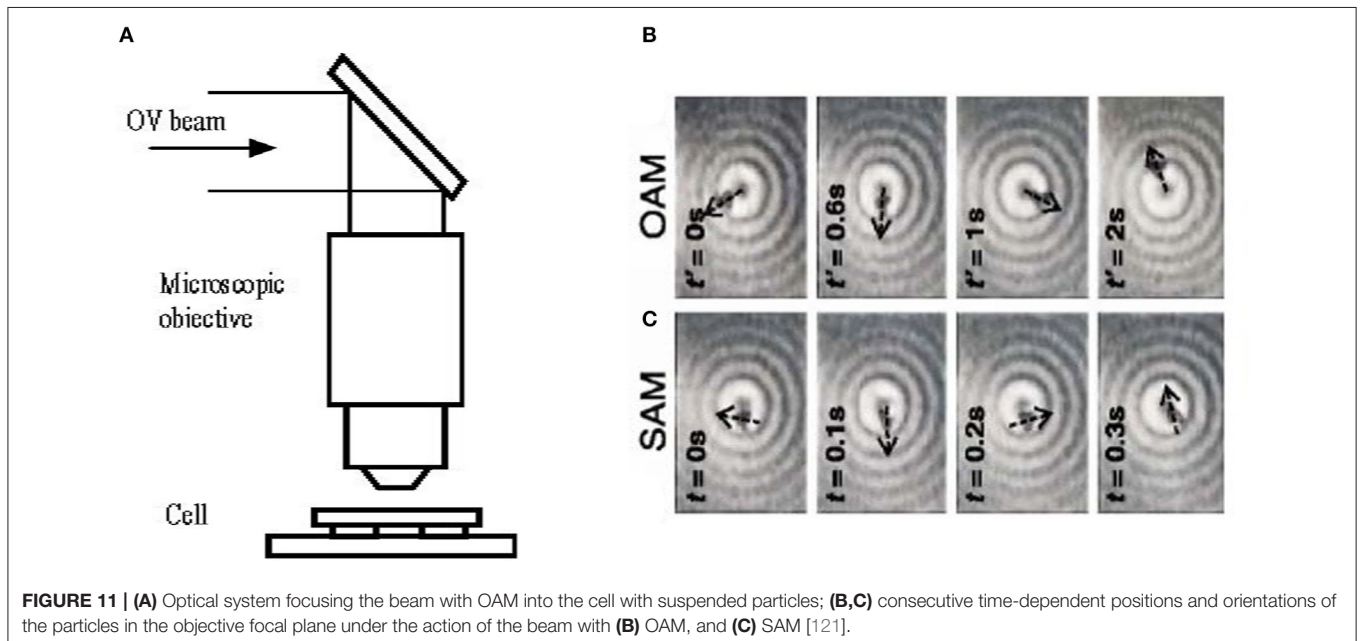 A
OV beam
Microscopic
obiective
Cell
B
OAM
t' = 0s
t' = 0.6s
t' = 1s
t' = 2s
C
SAM
t = 0s
t = 0.1s
t = 0.2s
t = 0.3s
FIGURE 11 | (A) Optical system focusing the beam with OAM into the cell with suspended particles; (B,C) consecutive time-dependent positions and orientations of
the particles in the objective focal plane under the action of the beam with (B) OAM, and (C) SAM [121].